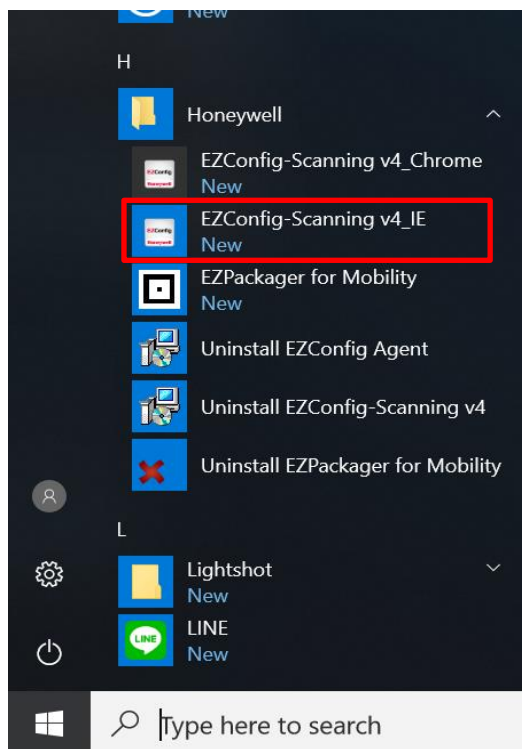 New
H
Honeywell
EZConfig-Scanning v4_Chrome
New
EZConfig-Scanning v4_IE
New
EZPackager for Mobility
New
Uninstall EZConfig Agent
Uninstall EZConfig-Scanning v4
Uninstall EZPackager for Mobility
L
Lightshot
New
LINE
LINE
New
Type here to search